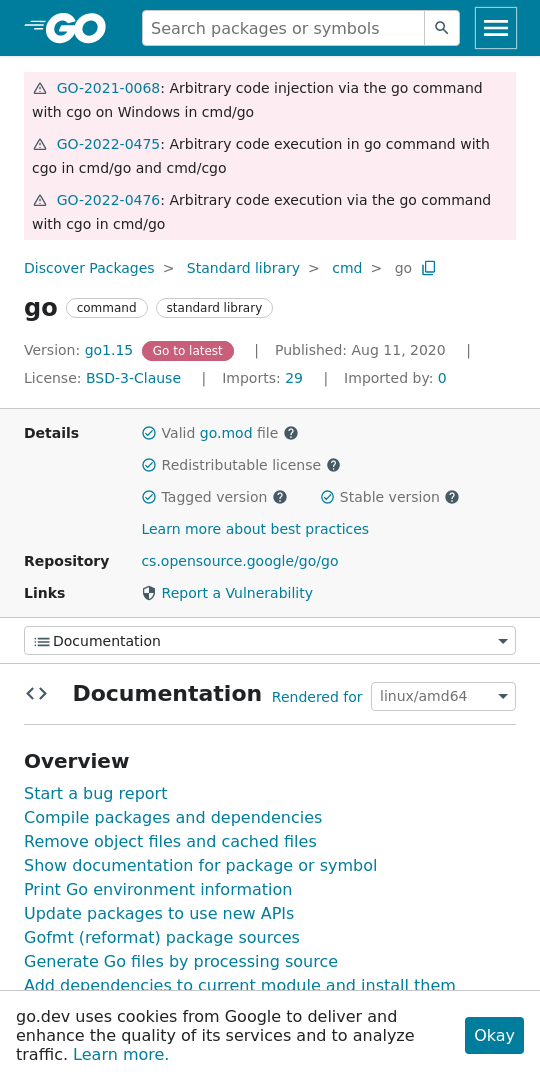 GO
Search packages or symbols
GO-2021-0068: Arbitrary code injection via the go command
with cgo on Windows in cmd/go
GO-2022-0475: Arbitrary code execution in go command with
cgo in cmd/go and cmd/cgo
GO-2022-0476: Arbitrary code execution via the go command
with cgo in cmd/go
Discover Packages > Standard library > cmd > go
go command standard library
Version: go1.15 Go to latest | Published: Aug 11, 2020 |
License: BSD-3-Clause | Imports: 29 | Imported by: 0
Details Valid go.mod file
Redistributable license
Tagged version Stable version
Learn more about best practices
Repository cs.opensource.google/go/go
Links Report a Vulnerability
Documentation
Documentation Rendered for linux/amd64
Overview
Start a bug report
Compile packages and dependencies
Remove object files and cached files
Show documentation for package or symbol
Print Go environment information
Update packages to use new APIs
Gofmt (reformat) package sources
Generate Go files by processing source
Add dependencies to current module and install them
go.dev uses cookies from Google to deliver and
enhance the quality of its services and to analyze
traffic. Learn more.
Okay